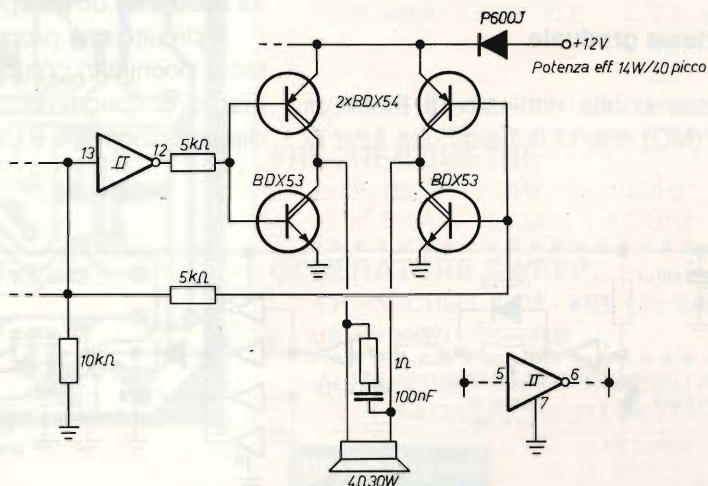 P600J
+12V
Potenza eff. 14W/40 picco
2xBDX54
13
12
5kΩ
BDX53
BDX53
5kΩ
10kΩ
1Ω
100nF
5
6
7
4Ω30W